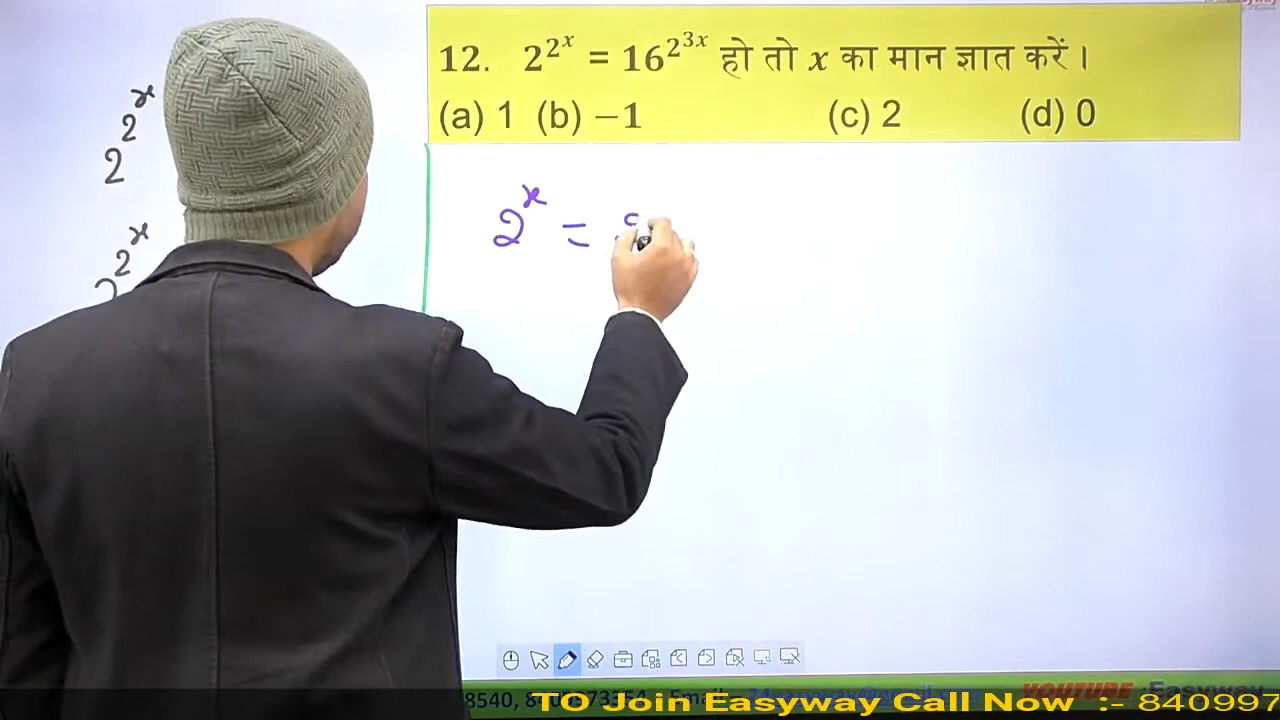 12. 2^{2^x} = 16^{2^{3x}} हो तो x का मान ज्ञात करें।
(a) 1 (b) −1 (c) 2 (d) 0
2^{2^x}
2^x =
2^x
TO Join Easyway Call Now :- 840997
YOUTUBE